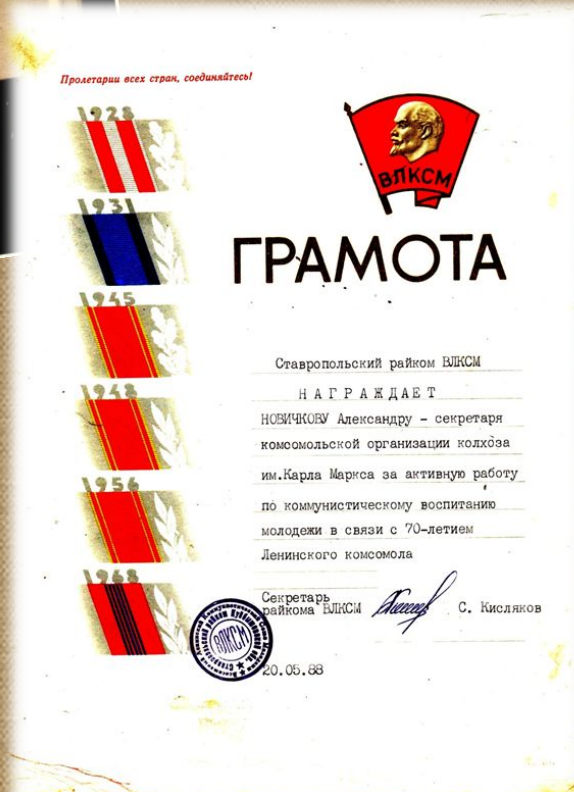 Пролетарии всех стран, соединяйтесь!
1928
1931
1945
1948
1956
1968
ВЛКСМ
ГРАМОТА
Ставропольский райком ВЛКСМ
НАГРАЖДАЕТ
НОВИЧКОВУ Александру - секретаря
комсомольской организации колхоза
им.Карла Маркса за активную работу
по коммунистическому воспитанию
молодежи в связи с 70-летием
Ленинского комсомола
Секретарь
райкома ВЛКСМ С. Кисляков
ВЛКСМ
20.05.88